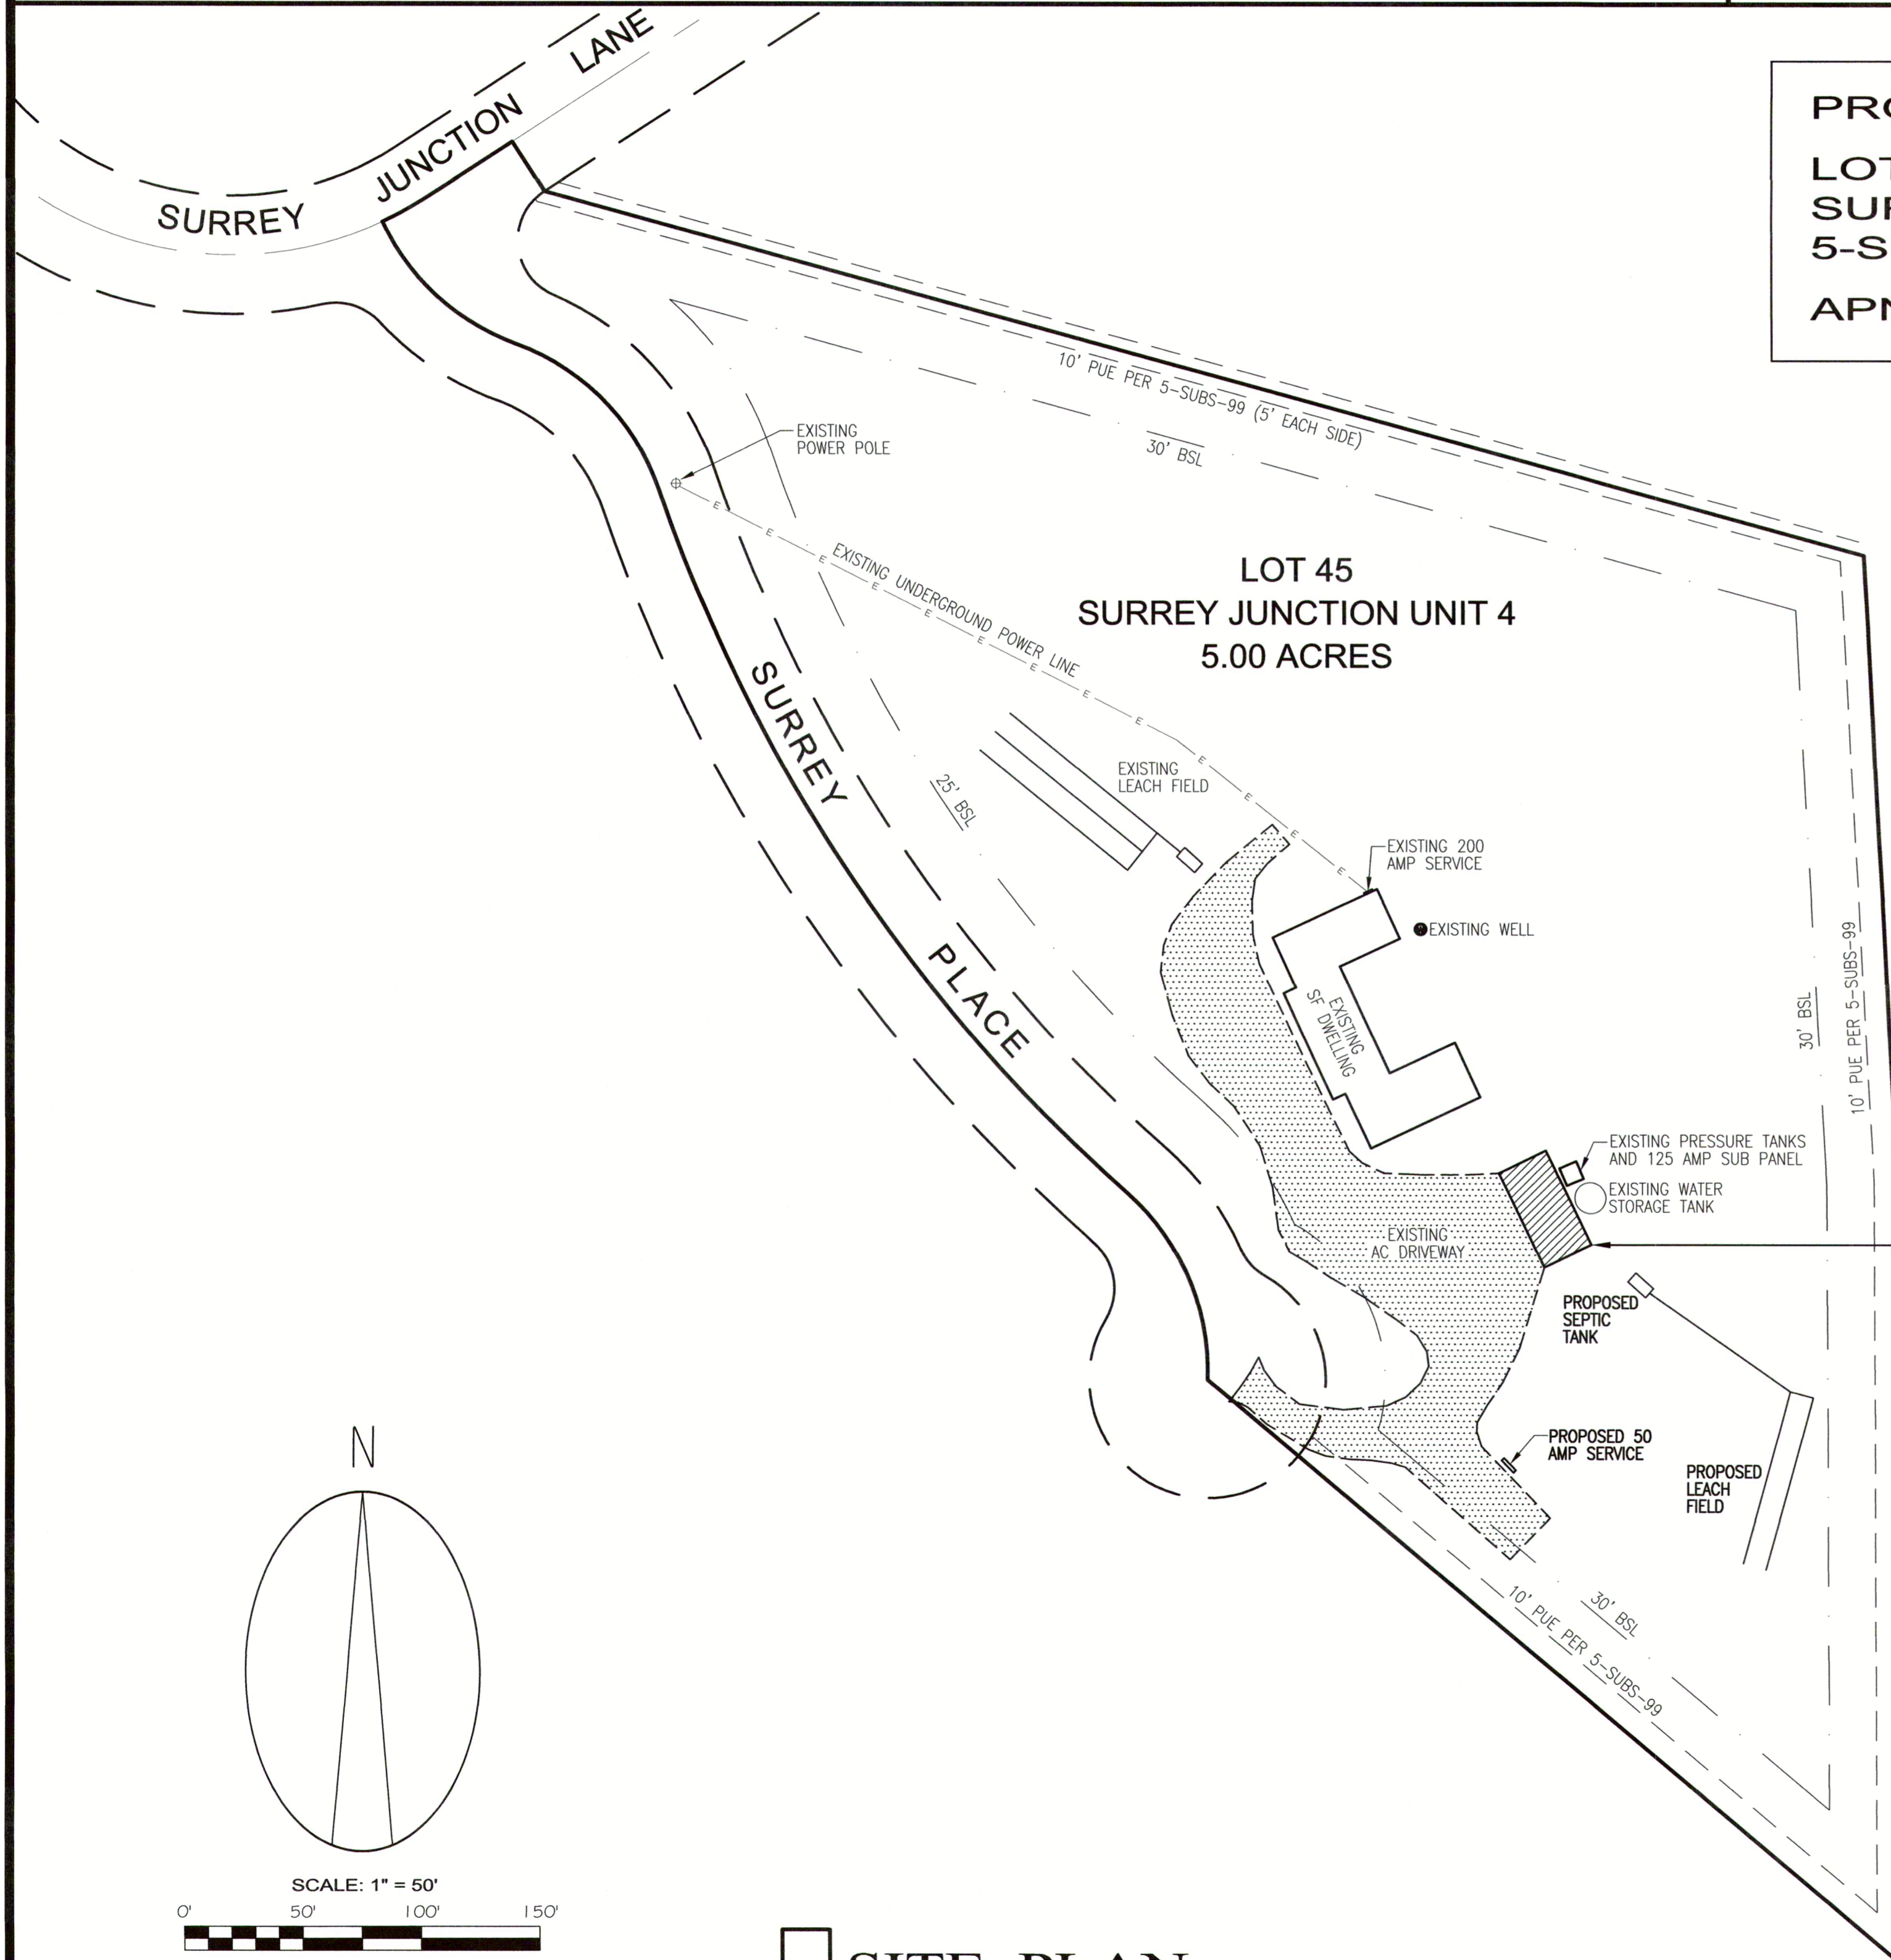 LANE
JUNCTION
SURREY
10' PUE PER 5-SUBS-99 (5' EACH SIDE)
30' BSL
EXISTING
POWER POLE
E E E E E E E E E E E E E
EXISTING UNDERGROUND POWER LINE
LOT 45
SURREY JUNCTION UNIT 4
5.00 ACRES
SURREY
PLACE
25' BSL
EXISTING
LEACH FIELD
EXISTING 200
AMP SERVICE
EXISTING WELL
EXISTING
SF DWELLING
30' BSL
10' PUE PER 5-SUBS-99
EXISTING PRESSURE TANKS
AND 125 AMP SUB PANEL
EXISTING WATER
STORAGE TANK
EXISTING
AC DRIVEWAY
PROPOSED
SEPTIC
TANK
PROPOSED 50
AMP SERVICE
PROPOSED
LEACH
FIELD
30' BSL
10' PUE PER 5-SUBS-99
N
SCALE: 1" = 50'
0' 50' 100' 150'
SITE PLAN
5-S